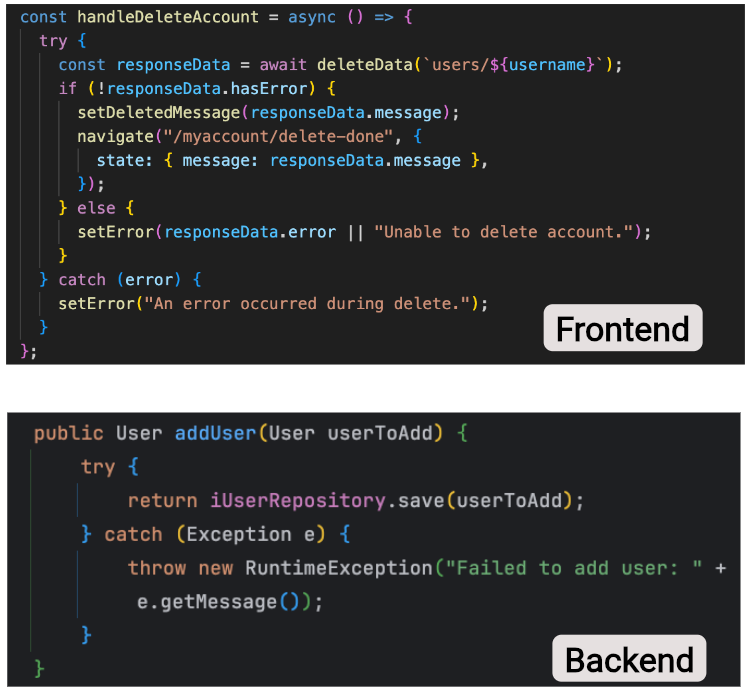 const handleDeleteAccount = async () => {
try {
const responseData = await deleteData(`users/${username}`);
if (!responseData.hasError) {
setDeletedMessage(responseData.message);
navigate("/myaccount/delete-done", {
state: { message: responseData.message },
});
} else {
setError(responseData.error || "Unable to delete account.");
}
} catch (error) {
setError("An error occurred during delete.");
}
};
Frontend
public User addUser(User userToAdd) {
try {
return iUserRepository.save(userToAdd);
} catch (Exception e) {
throw new RuntimeException("Failed to add user: " +
e.getMessage());
}
}
Backend